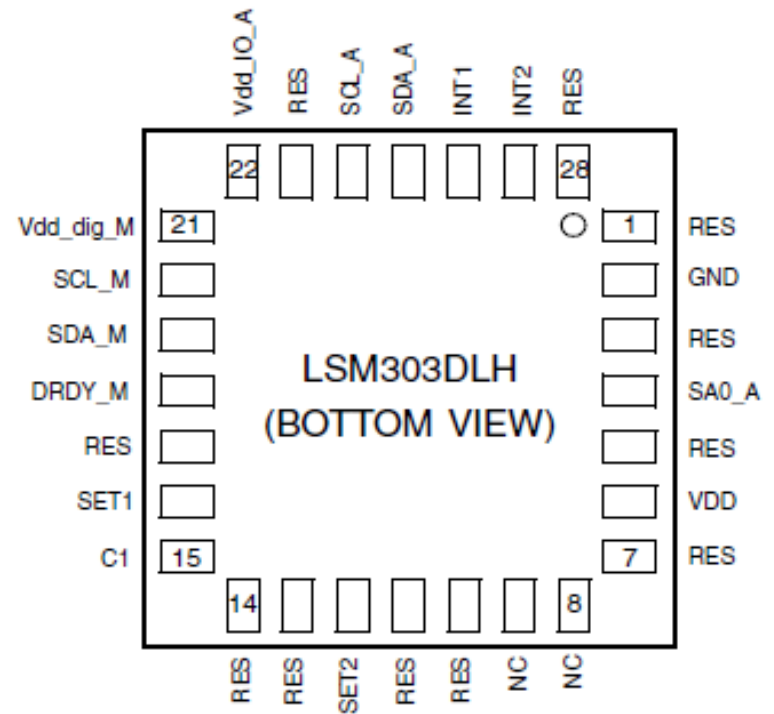 Vdd_IO_A
RES
SCL_A
SDA_A
INT1
INT2
RES
22
28
Vdd_dig_M
21
1
RES
SCL_M
GND
SDA_M
RES
LSM303DLH
DRDY_M
SA0_A
(BOTTOM VIEW)
RES
RES
SET1
VDD
C1
15
7
RES
14
8
RES
RES
SET2
RES
RES
NC
NC